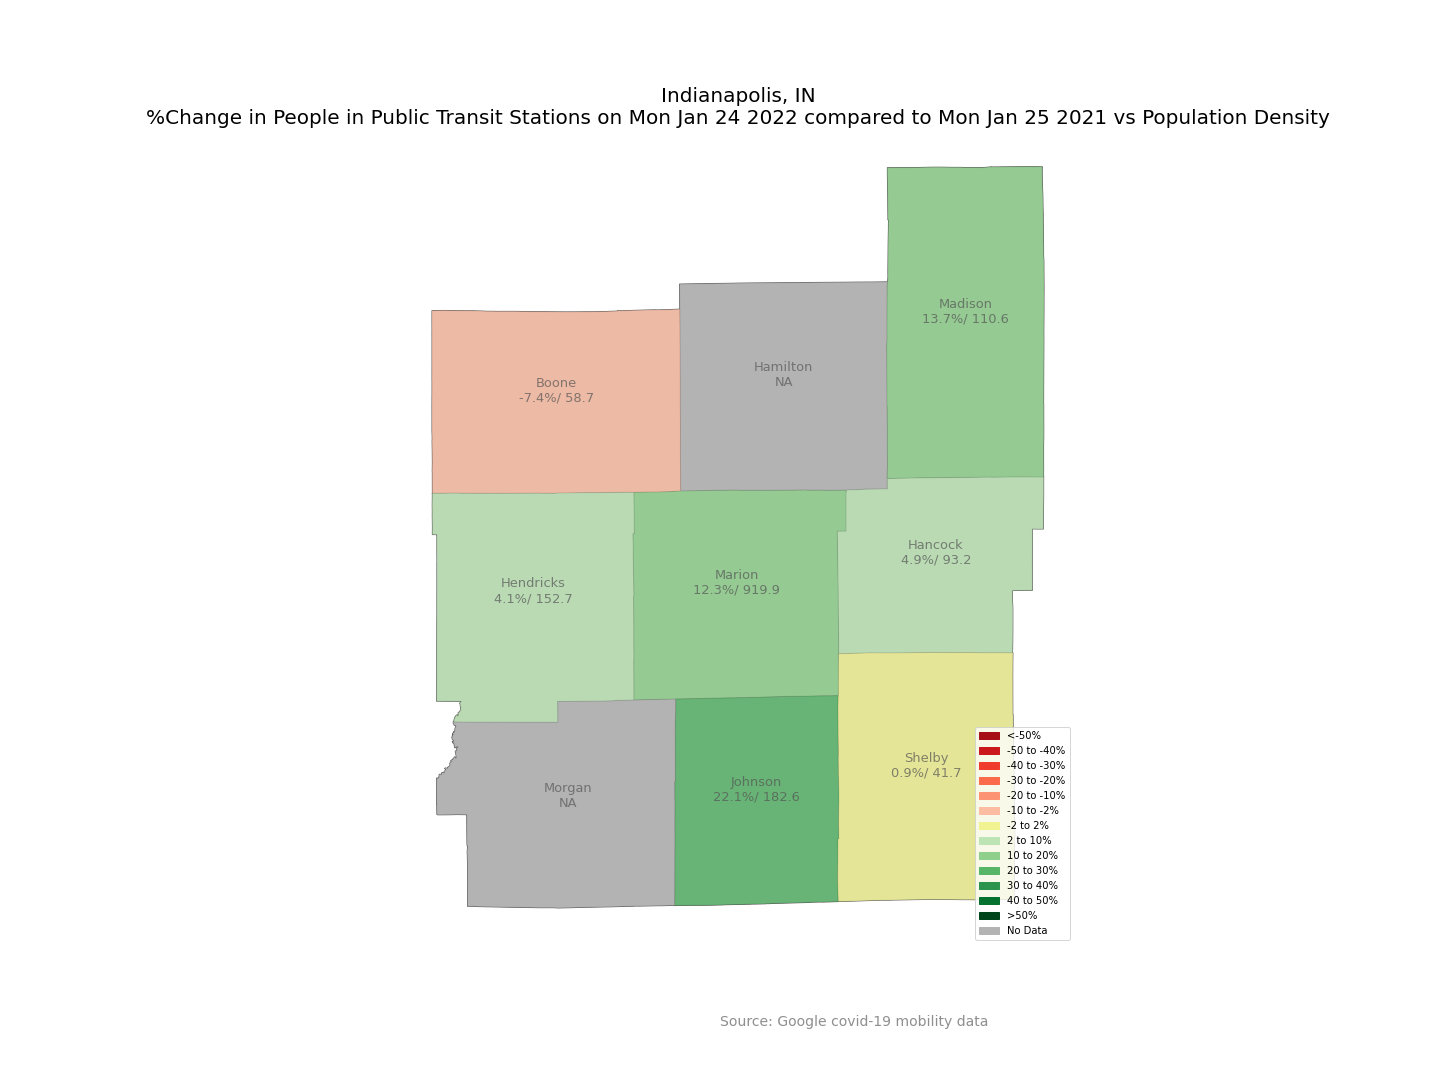 Indianapolis, IN
%Change in People in Public Transit Stations on Mon Jan 24 2022 compared to Mon Jan 25 2021 vs Population Density
Madison
13.7%/ 110.6
Hamilton
NA
Boone
-7.4%/ 58.7
Hancock
4.9%/ 93.2
Marion
12.3%/ 919.9
Hendricks
4.1%/ 152.7
Shelby
0.9%/ 41.7
Johnson
22.1%/ 182.6
Morgan
NA
<-50%
-50 to -40%
-40 to -30%
-30 to -20%
-20 to -10%
-10 to -2%
-2 to 2%
2 to 10%
10 to 20%
20 to 30%
30 to 40%
40 to 50%
>50%
No Data
Source: Google covid-19 mobility data